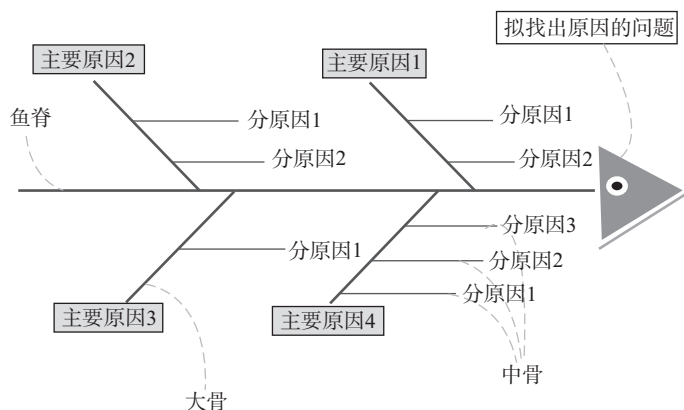 拟找出原因的问题
主要原因2
主要原因1
鱼脊
分原因1
分原因1
分原因2
分原因2
分原因3
分原因1
分原因2
分原因1
主要原因3
主要原因4
中骨
大骨